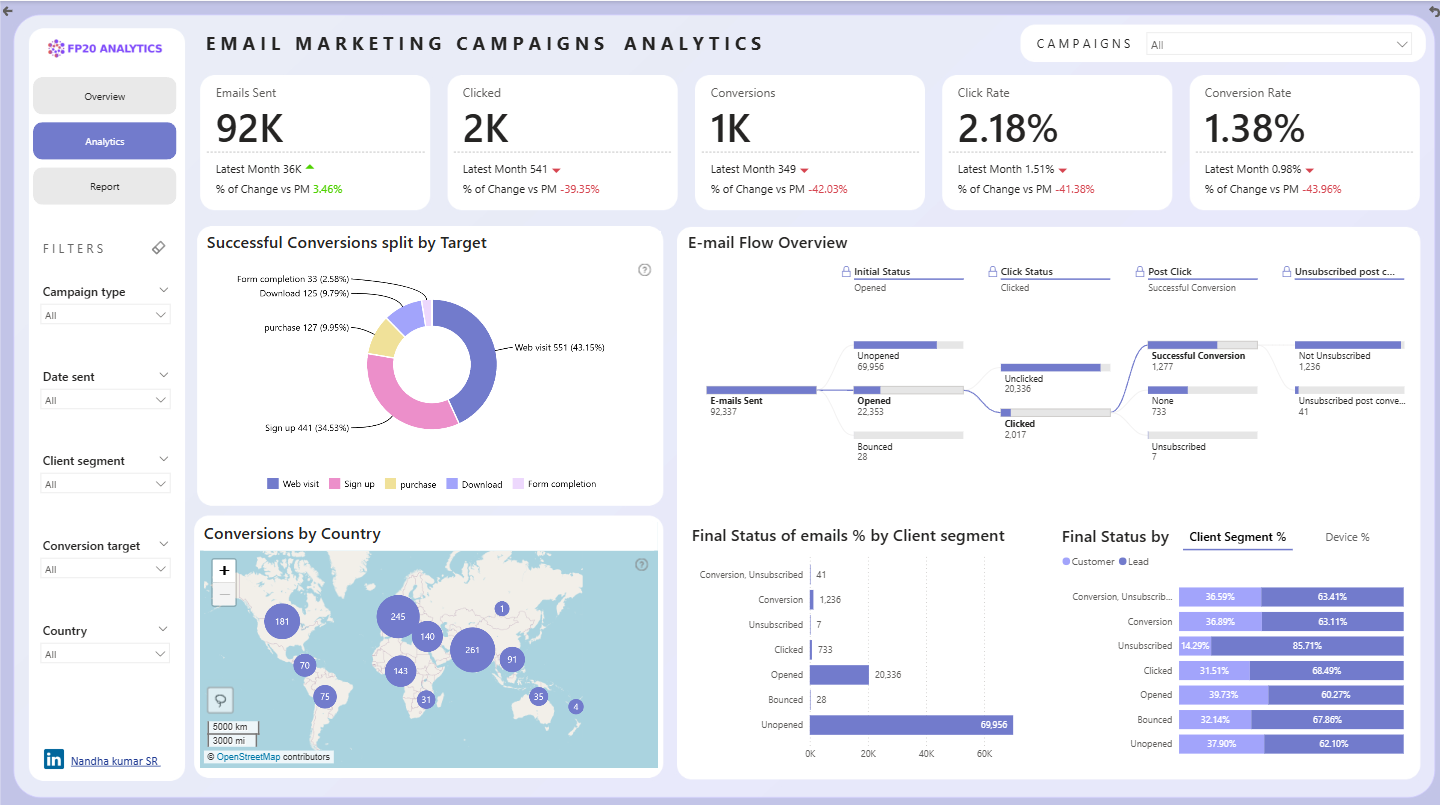 FP20 ANALYTICS
Overview
Analytics
Report
FILTERS
Campaign type
All
Date sent
All
Client segment
All
Conversion target
All
Country
All
in Nandha kumar SR
EMAIL MARKETING CAMPAIGNS ANALYTICS
CAMPAIGNS All
Emails Sent
92K
Latest Month 36K
% of Change vs PM 3.46%
Clicked
2K
Latest Month 541
% of Change vs PM -39.35%
Conversions
1K
Latest Month 349
% of Change vs PM -42.03%
Click Rate
2.18%
Latest Month 1.51%
% of Change vs PM -41.38%
Conversion Rate
1.38%
Latest Month 0.98%
% of Change vs PM -43.96%
Successful Conversions split by Target
?
Form completion 33 (2.58%)
Download 125 (9.79%)
purchase 127 (9.95%)
Web visit 551 (43.15%)
Sign up 441 (34.53%)
Web visit Sign up purchase Download Form completion
Conversions by Country
?
+
−
181
245
140
1
261
91
70
143
75
31
35
4
5000 km
3000 mi
© OpenStreetMap contributors
E-mail Flow Overview
Initial Status
Opened
Click Status
Clicked
Post Click
Successful Conversion
Unsubscribed post c...
E-mails Sent
92,337
Unopened
69,956
Opened
22,353
Bounced
28
Unclicked
20,336
Clicked
2,017
Successful Conversion
1,277
None
733
Unsubscribed
7
Not Unsubscribed
1,236
Unsubscribed post conve...
41
Final Status of emails % by Client segment
Conversion, Unsubscribed 41
Conversion 1,236
Unsubscribed 7
Clicked 733
Opened 20,336
Bounced 28
Unopened 69,956
0K 20K 40K 60K
Final Status by Client Segment % Device %
Customer Lead
Conversion, Unsubscrib... 36.59% 63.41%
Conversion 36.89% 63.11%
Unsubscribed 14.29% 85.71%
Clicked 31.51% 68.49%
Opened 39.73% 60.27%
Bounced 32.14% 67.86%
Unopened 37.90% 62.10%